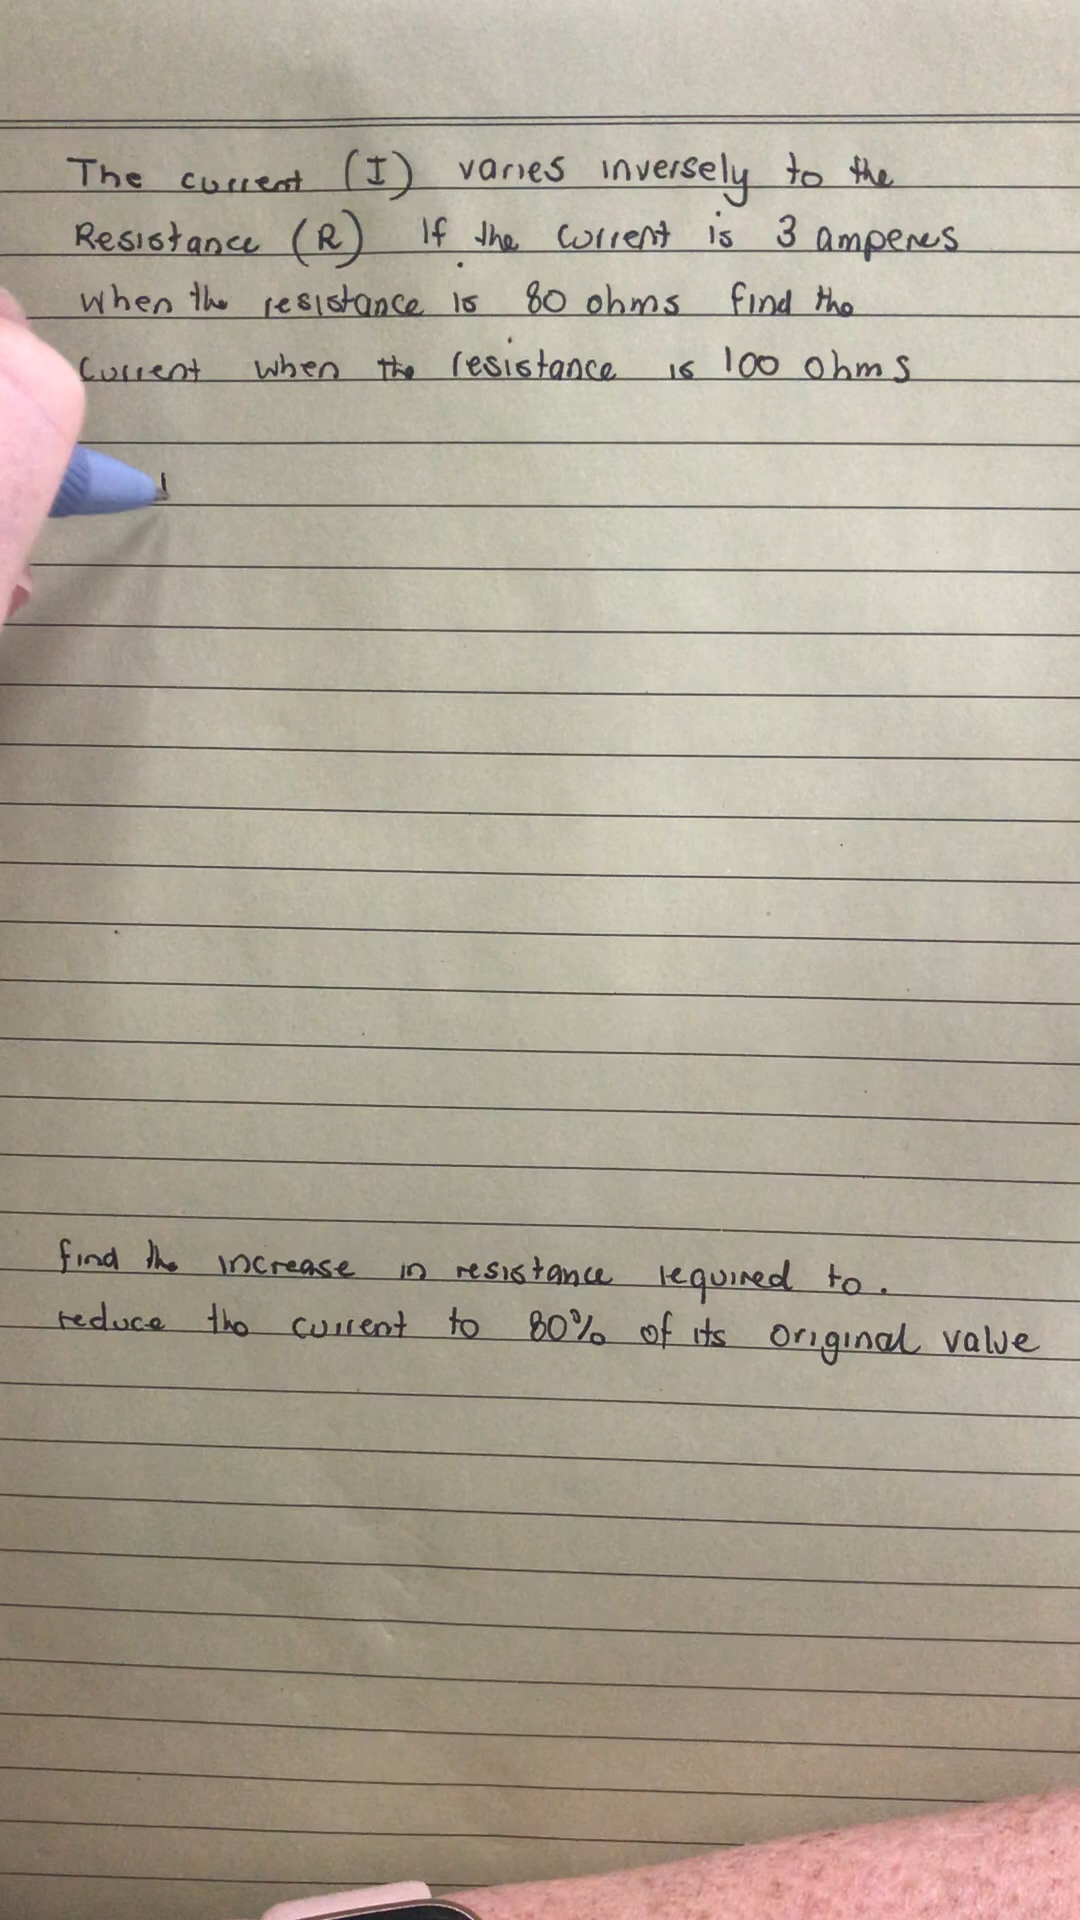 The current (I) varies inversely to the
Resistance (R) If the current is 3 amperes
when the resistance is 80 ohms find the
current when the resistance is 100 ohms
find the increase in resistance required to.
reduce the current to 80% of its original value